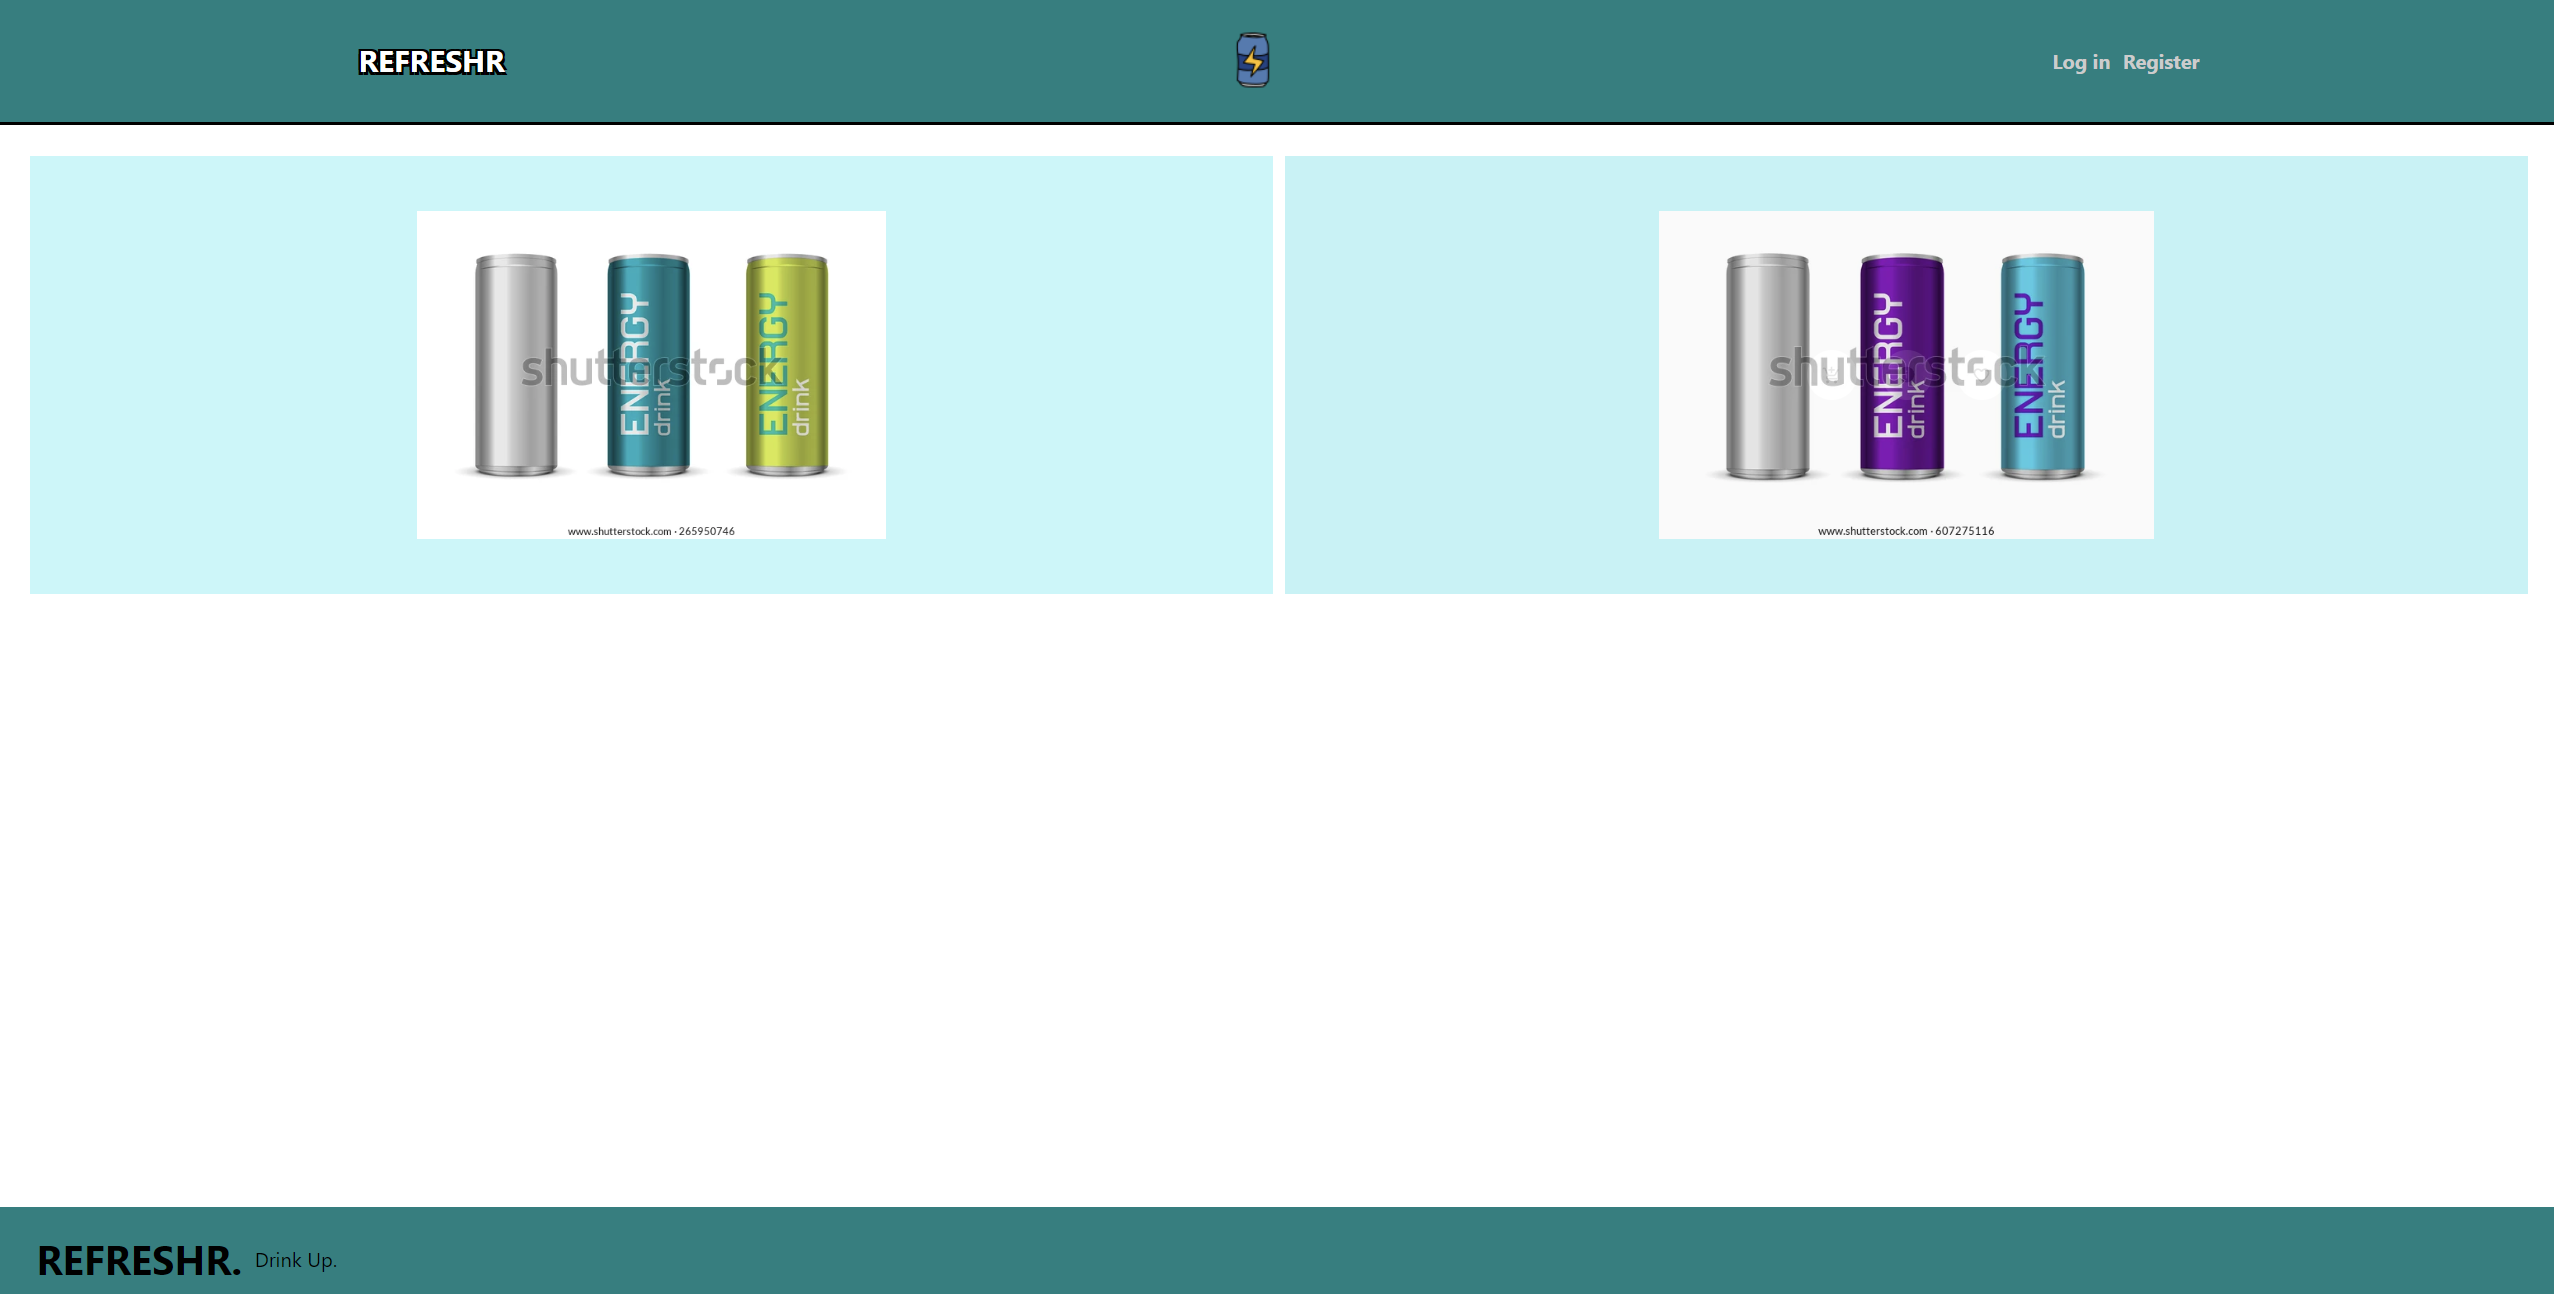 REFRESHR
Log in Register
ENERGY
drink
ENERGY
drink
shutterstock
www.shutterstock.com · 265950746
ENERGY
drink
ENERGY
drink
shutterstock
www.shutterstock.com · 607275116
REFRESHR. Drink Up.